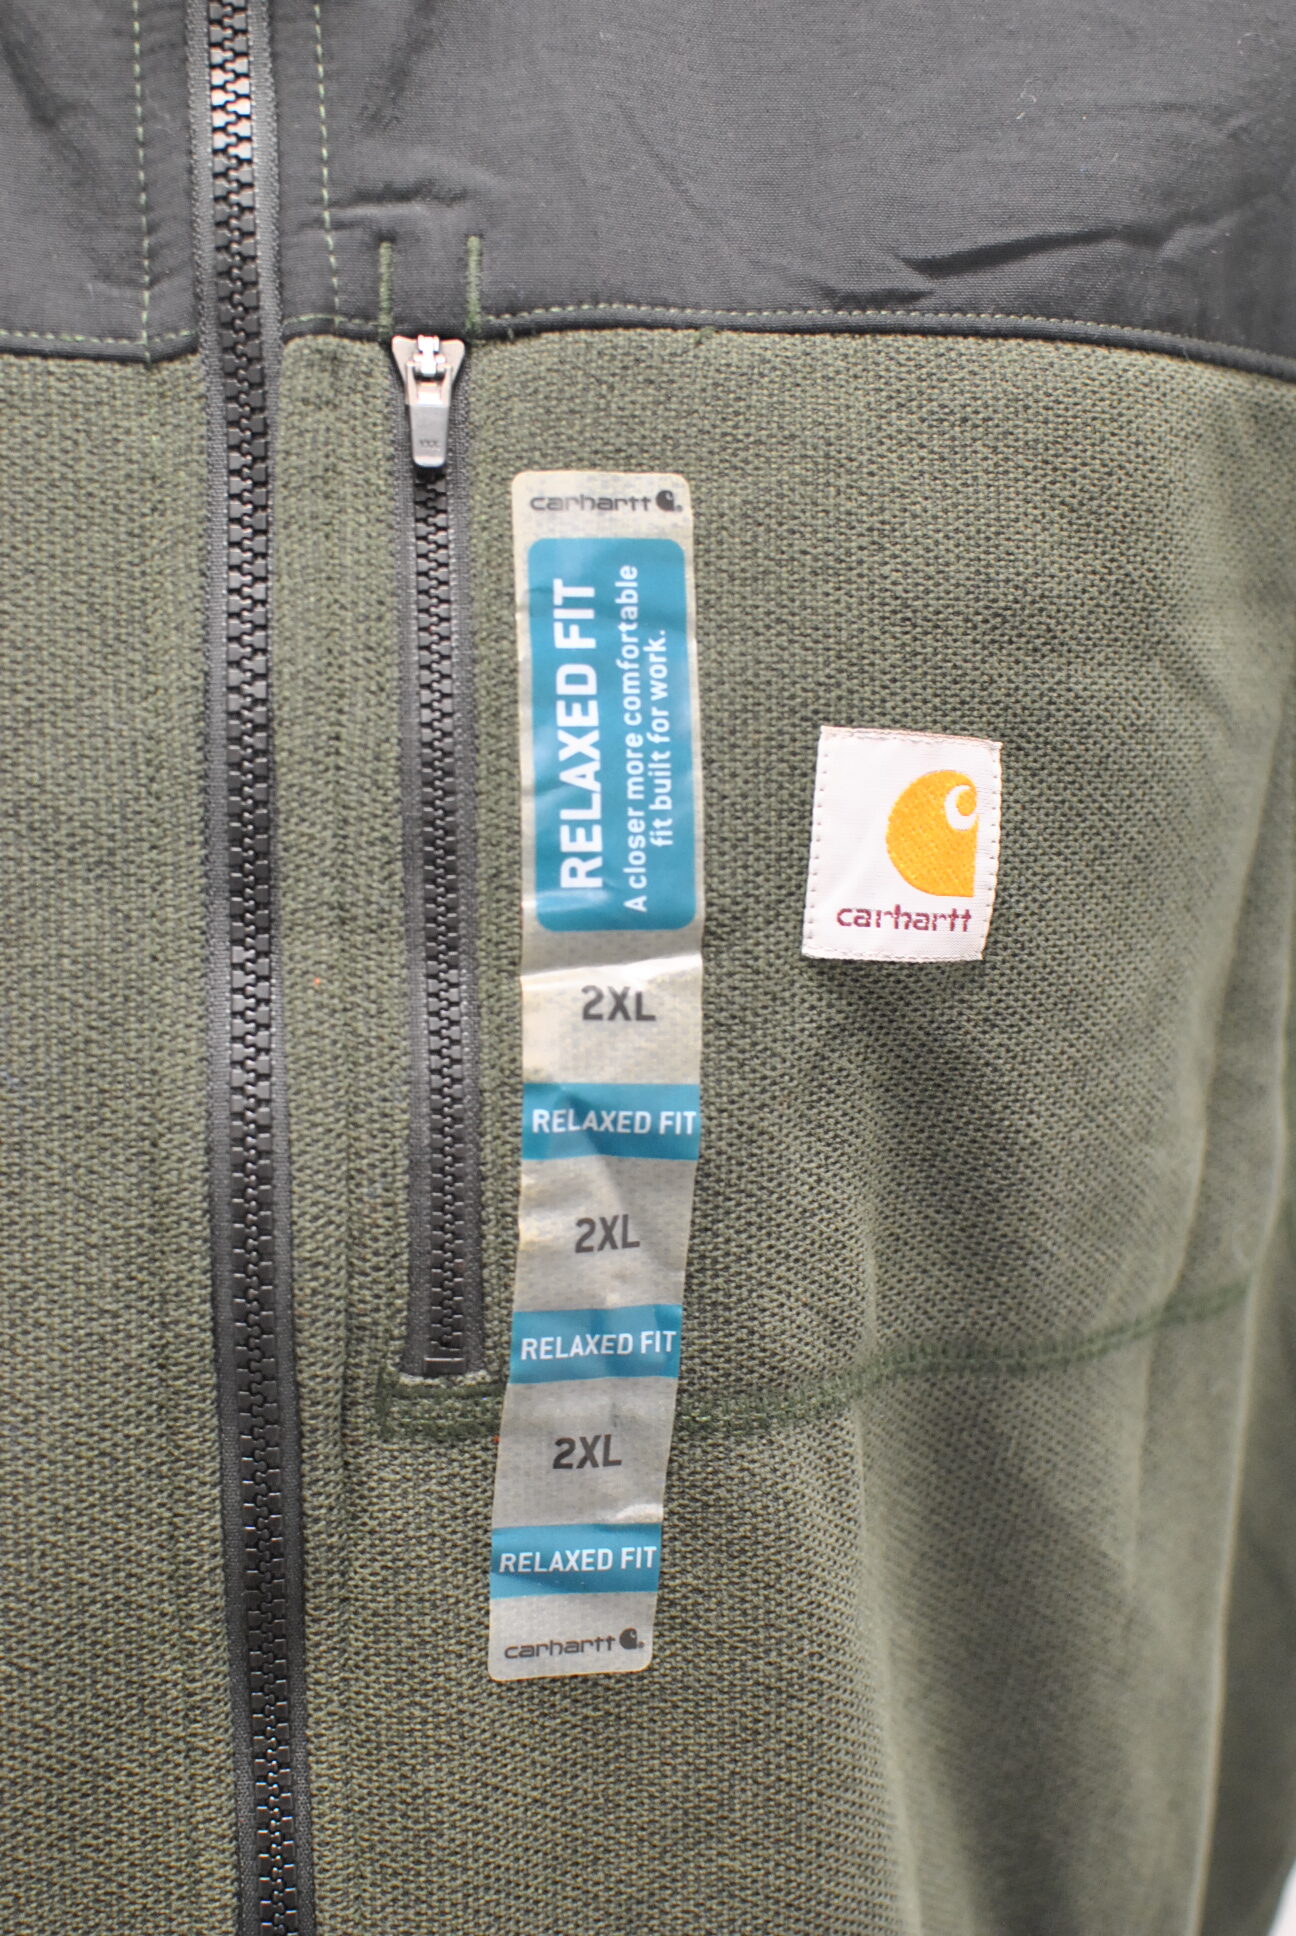 carhartt
RELAXED FIT
A closer more comfortable
fit built for work.
2XL
RELAXED FIT
2XL
RELAXED FIT
2XL
RELAXED FIT
carhartt
carhartt